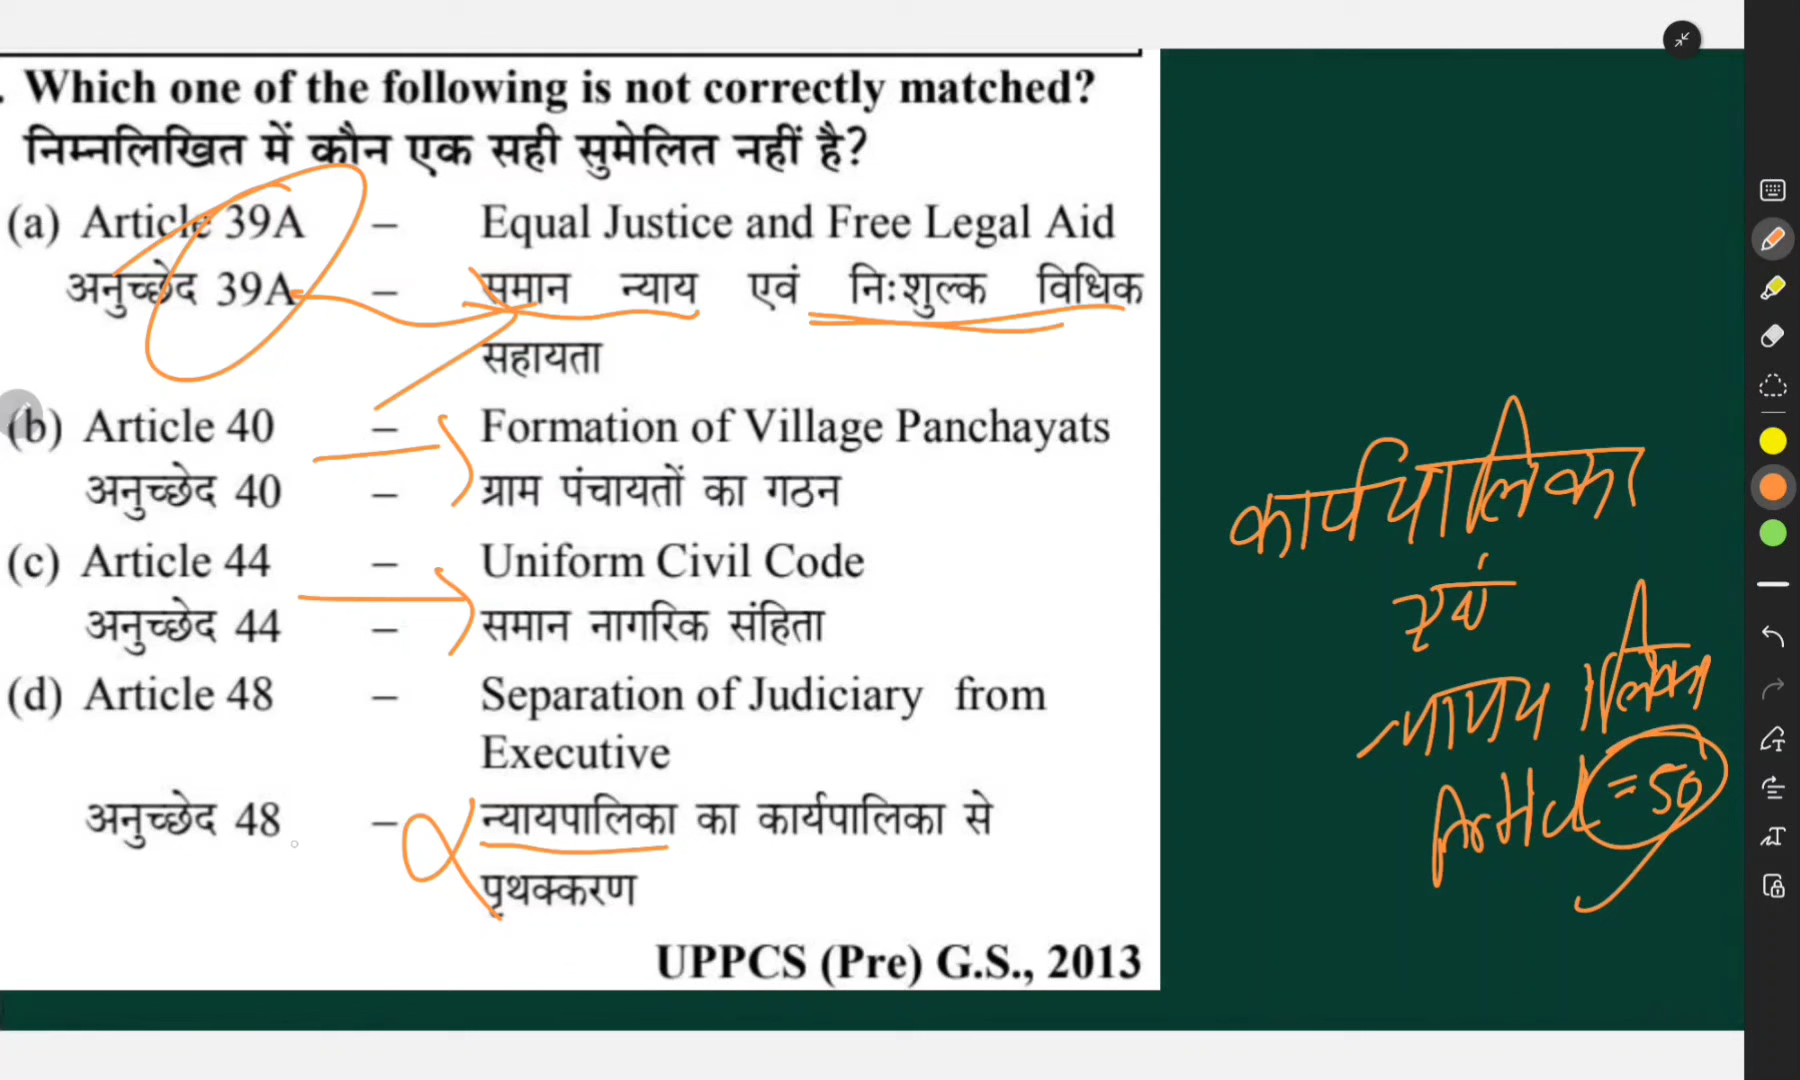 . Which one of the following is not correctly matched?
निम्नलिखित में कौन एक सही सुमेलित नहीं है?
(a) Article 39A – Equal Justice and Free Legal Aid
अनुच्छेद 39A – समान न्याय एवं निःशुल्क विधिक
सहायता
(b) Article 40 – Formation of Village Panchayats
अनुच्छेद 40 – ग्राम पंचायतों का गठन
(c) Article 44 – Uniform Civil Code
अनुच्छेद 44 – समान नागरिक संहिता
(d) Article 48 – Separation of Judiciary from
Executive
अनुच्छेद 48 – न्यायपालिका का कार्यपालिका से
पृथक्करण
UPPCS (Pre) G.S., 2013
कार्यपालिका
एवं
न्यायपालिका
Article = 50